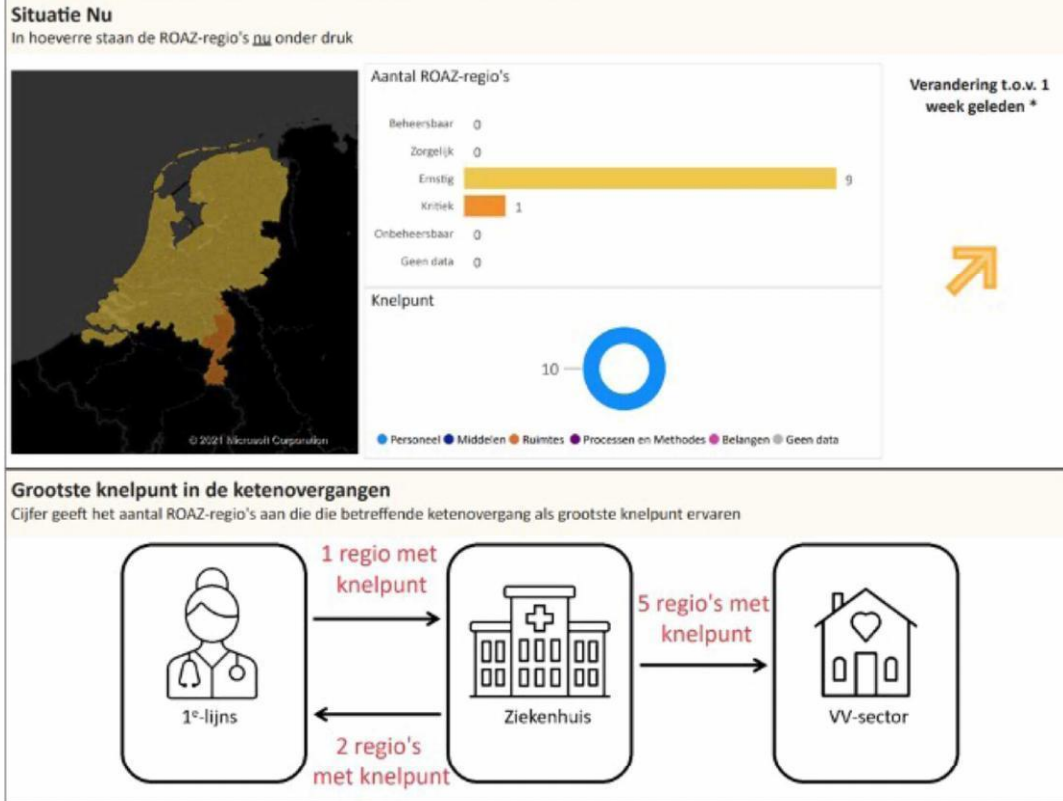 Situatie Nu
In hoeverre staan de ROAZ-regio's nu onder druk
Aantal ROAZ-regio's
Beheersbaar 0
Zorgelijk 0
Ernstig 9
Kritiek 1
Onbeheersbaar 0
Geen data 0
Verandering t.o.v. 1
week geleden *
Knelpunt
10
Personeel Middelen Ruimtes Processen en Methodes Belangen Geen data
© 2021 Microsoft Corporation
Grootste knelpunt in de ketenovergangen
Cijfer geeft het aantal ROAZ-regio's aan die die betreffende ketenovergang als grootste knelpunt ervaren
1 regio met
knelpunt
5 regio's met
knelpunt
1e-lijns
Ziekenhuis
VV-sector
2 regio's
met knelpunt